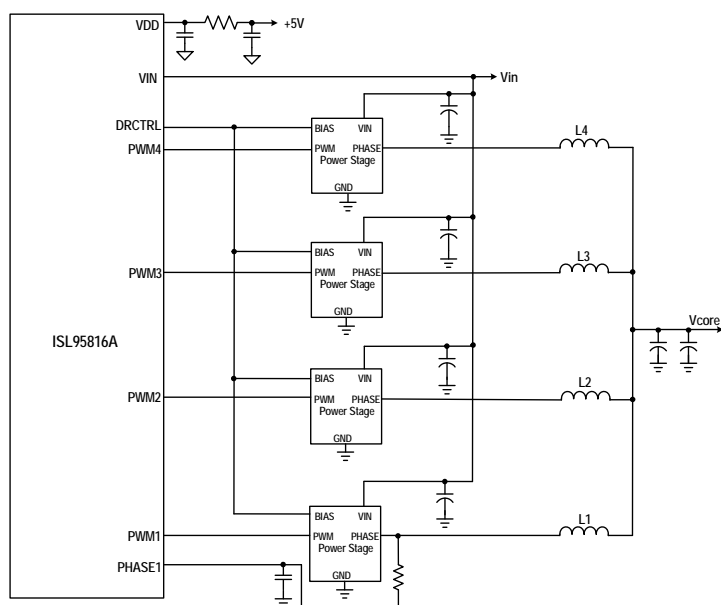 VDD
+5V
VIN
Vin
DRCTRL
BIAS
VIN
L4
PWM4
PWM
PHASE
Power Stage
GND
BIAS
VIN
L3
PWM3
PWM
PHASE
Power Stage
GND
Vcore
ISL95816A
BIAS
VIN
L2
PWM2
PWM
PHASE
Power Stage
GND
BIAS
VIN
L1
PWM1
PWM
PHASE
Power Stage
PHASE1
GND